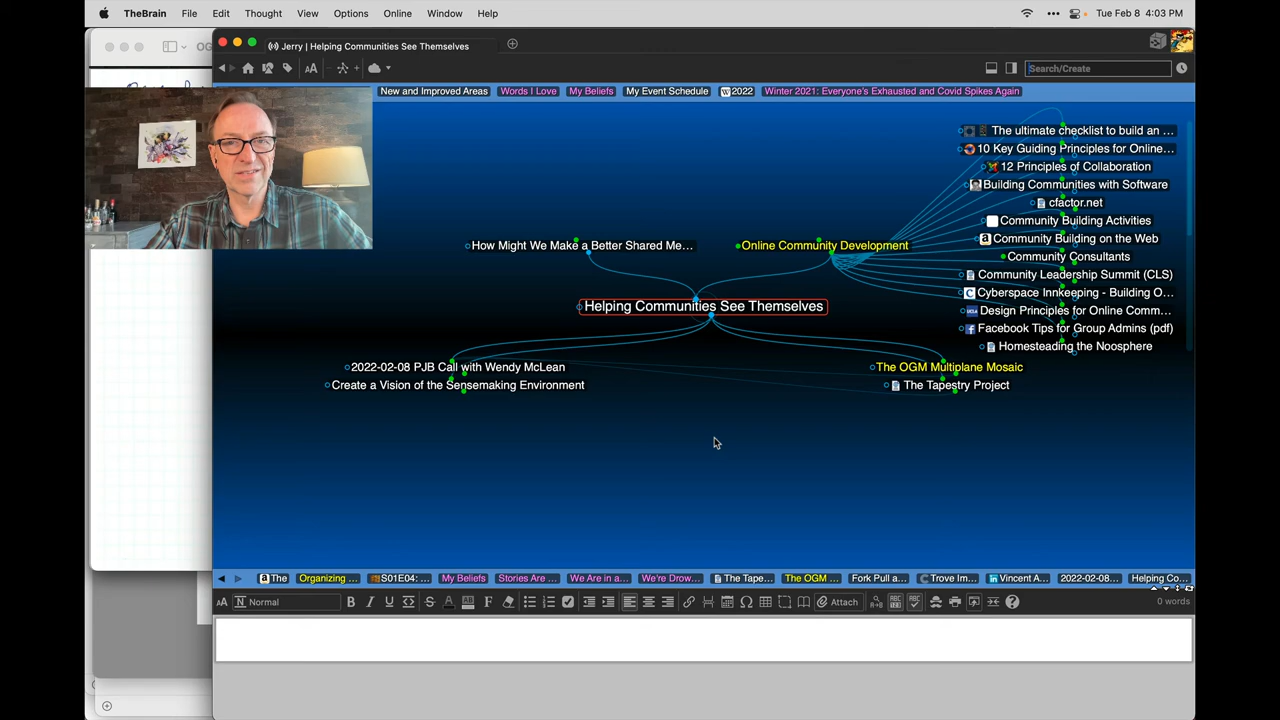 TheBrain File Edit Thought View Options Online Window Help Tue Feb 8 4:03 PM
OG
Jerry | Helping Communities See Themselves
AA Search/Create
New and Improved Areas Words I Love My Beliefs My Event Schedule 2022 Winter 2021: Everyone's Exhausted and Covid Spikes Again
The ultimate checklist to build an ...
10 Key Guiding Principles for Online...
12 Principles of Collaboration
Building Communities with Software
cfactor.net
Community Building Activities
Community Building on the Web
Community Consultants
Community Leadership Summit (CLS)
Cyberspace Innkeeping - Building O...
Design Principles for Online Comm...
Facebook Tips for Group Admins (pdf)
Homesteading the Noosphere
How Might We Make a Better Shared Me... Online Community Development
Helping Communities See Themselves
2022-02-08 PJB Call with Wendy McLean The OGM Multiplane Mosaic
Create a Vision of the Sensemaking Environment The Tapestry Project
The Organizing ... S01E04: ... My Beliefs Stories Are ... We Are in a... We're Drow... The Tape... The OGM ... Fork Pull a... Trove Im... Vincent A... 2022-02-08... Helping Co...
AA Normal B I U S A F Attach 0 words